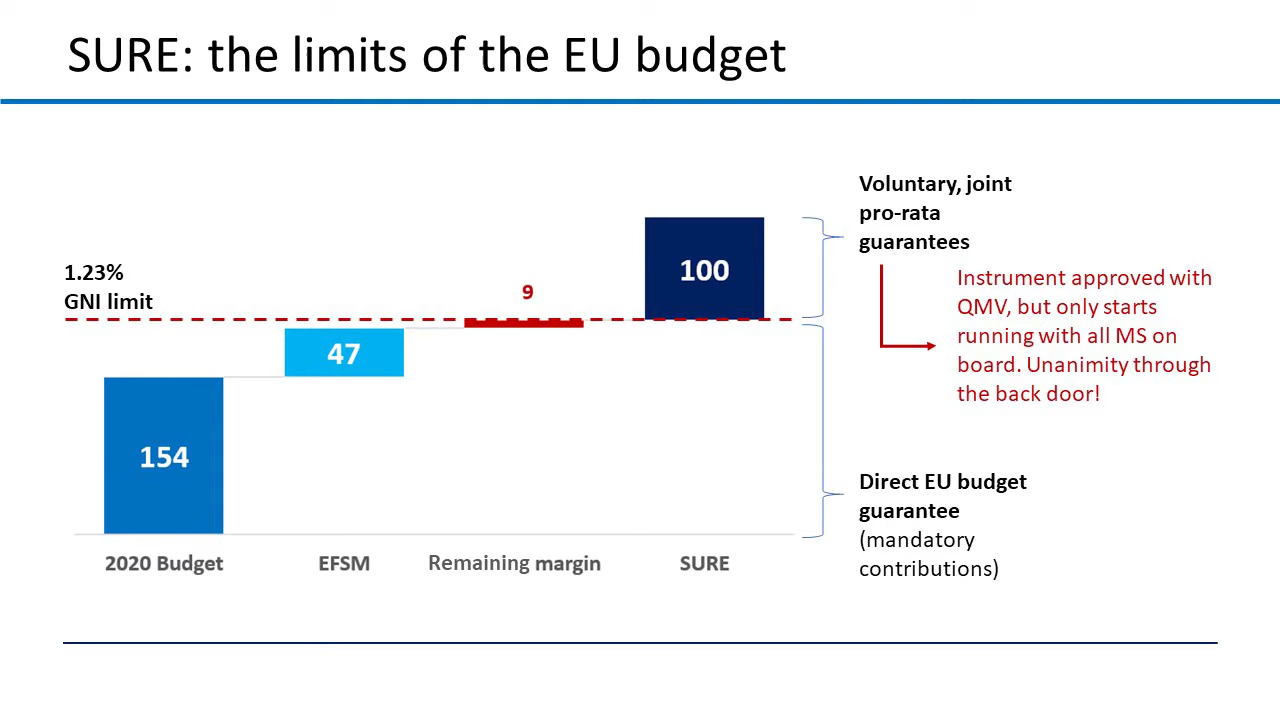 SURE: the limits of the EU budget
Voluntary, joint
pro-rata
guarantees
1.23%
GNI limit
9
100
Instrument approved with
QMV, but only starts
running with all MS on
board. Unanimity through
the back door!
47
154
Direct EU budget
guarantee
(mandatory
contributions)
2020 Budget
EFSM
Remaining margin
SURE